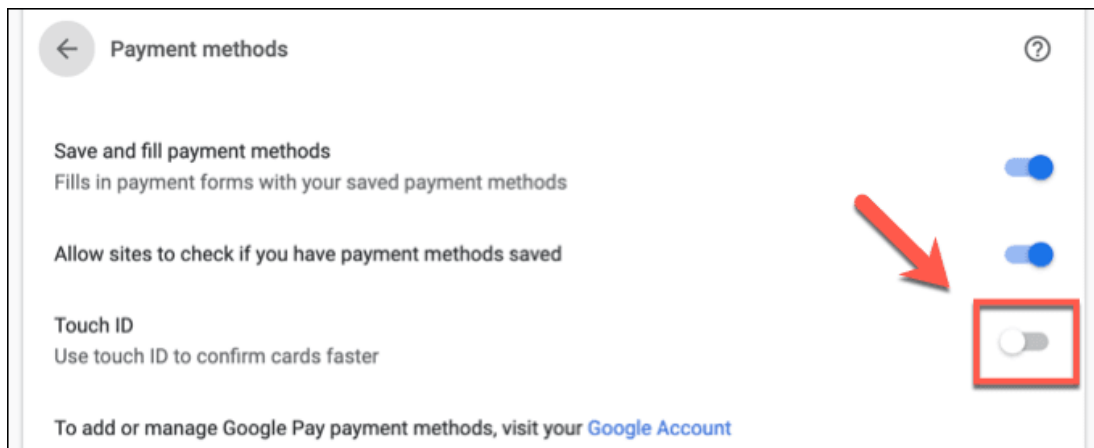 Payment methods
Save and fill payment methods
Fills in payment forms with your saved payment methods
Allow sites to check if you have payment methods saved
Touch ID
Use touch ID to confirm cards faster
To add or manage Google Pay payment methods, visit your Google Account